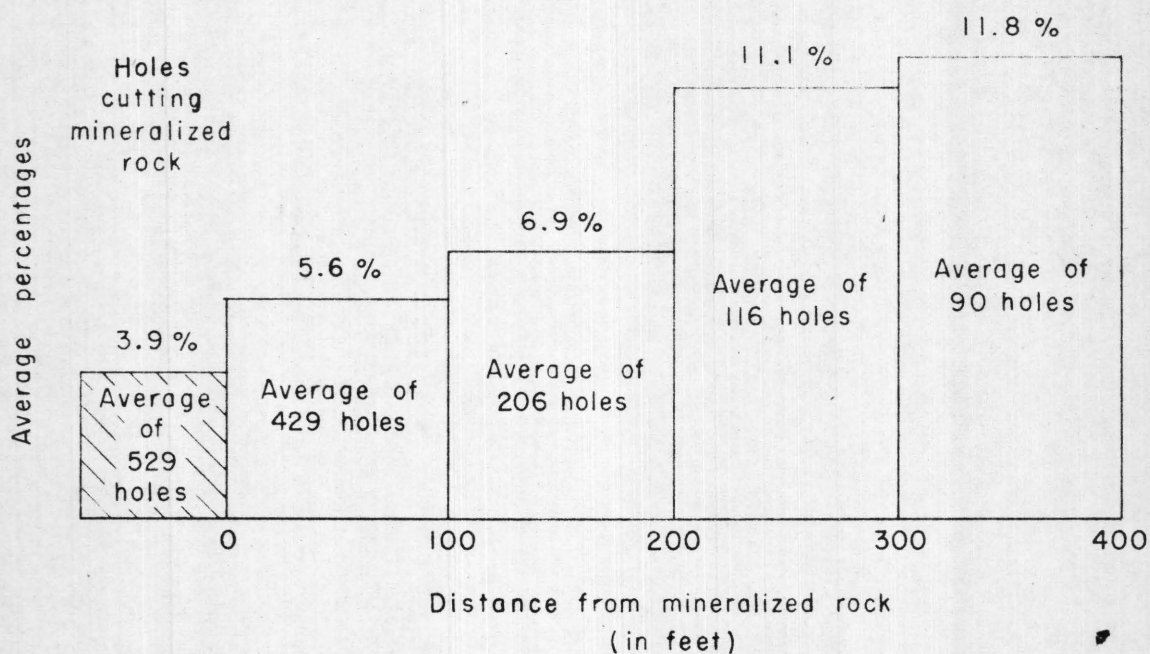 Average percentages
Holes
cutting
mineralized
rock
3.9 %
Average
of
529
holes
5.6 %
Average of
429 holes
6.9 %
Average of
206 holes
11.1 %
Average of
116 holes
11.8 %
Average of
90 holes
0 100 200 300 400
Distance from mineralized rock
(in feet)